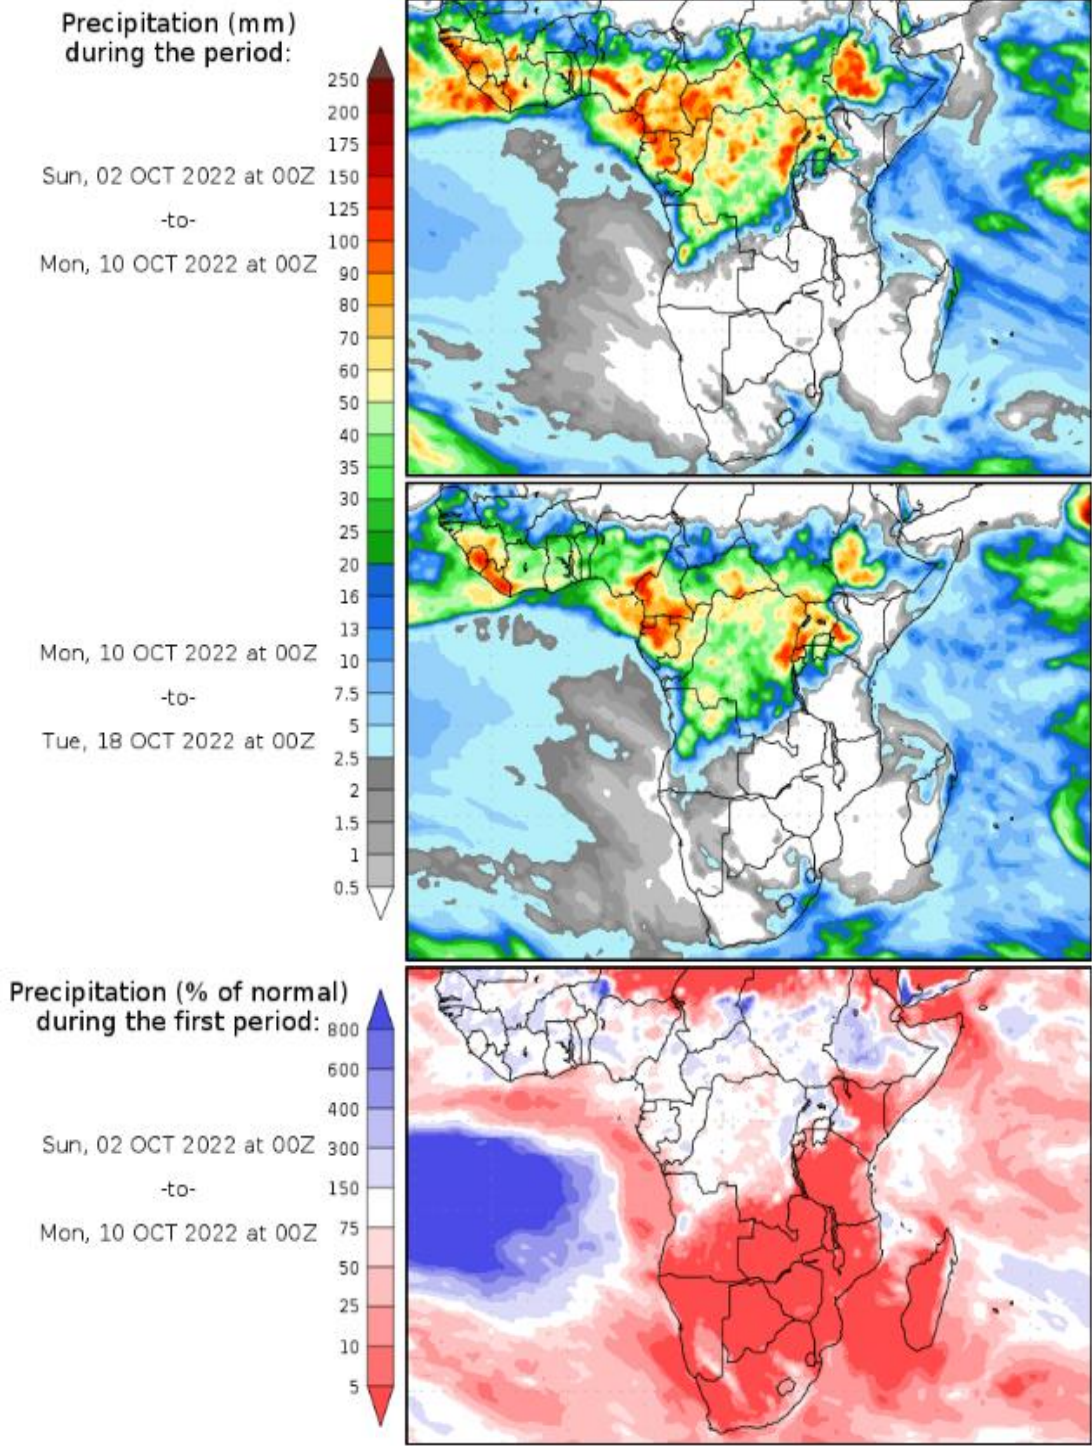 Precipitation (mm)
during the period:
250
200
175
Sun, 02 OCT 2022 at 00Z 150
125
-to-
100
Mon, 10 OCT 2022 at 00Z 90
80
70
60
50
40
35
30
25
20
16
13
Mon, 10 OCT 2022 at 00Z 10
-to- 7.5
5
Tue, 18 OCT 2022 at 00Z
2.5
2
1.5
1
0.5
Precipitation (% of normal)
during the first period: 800
600
400
Sun, 02 OCT 2022 at 00Z 300
-to- 150
75
Mon, 10 OCT 2022 at 00Z
50
25
10
5